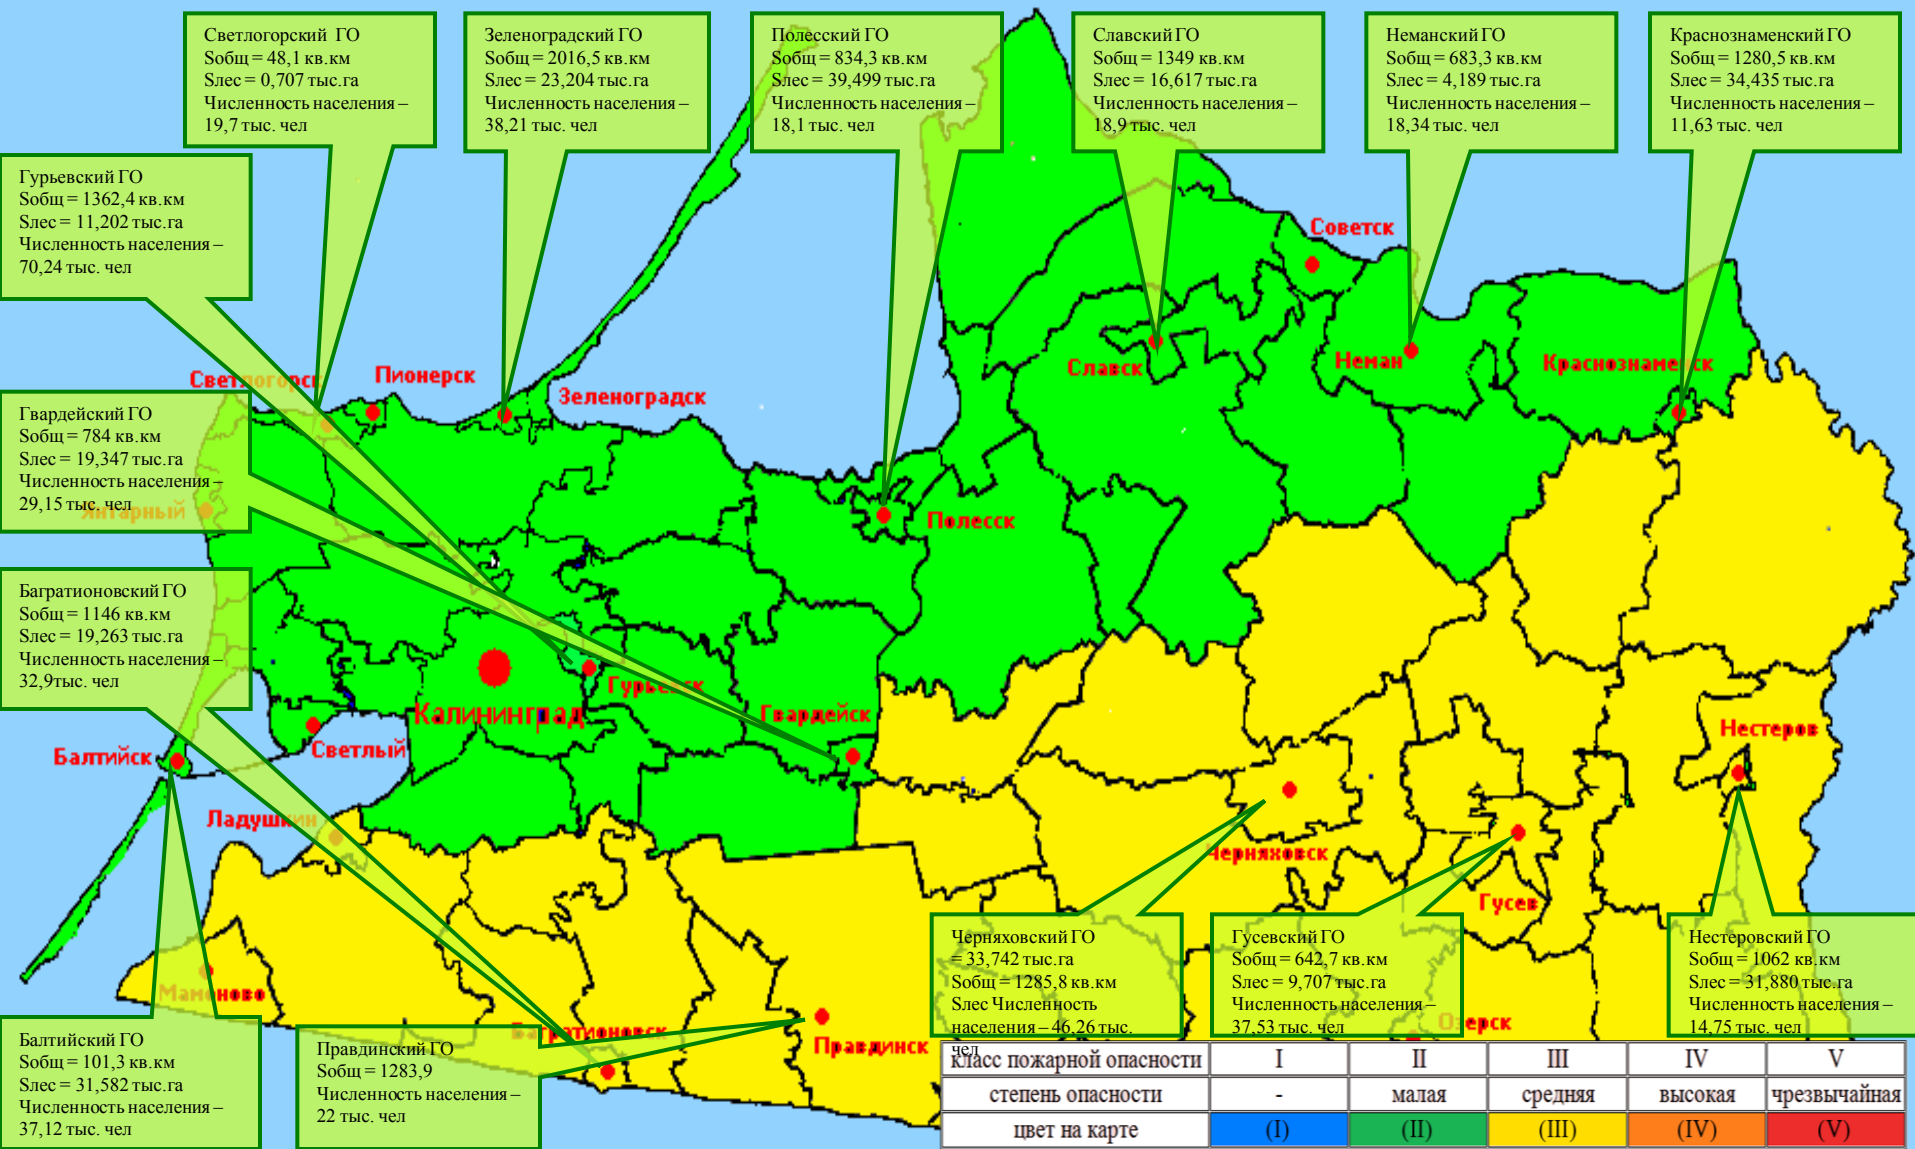 Светлогорский ГО
Sобщ = 48,1 кв.км
Sлес = 0,707 тыс.га
Численность населения –
19,7 тыс. чел
Зеленоградский ГО
Sобщ = 2016,5 кв.км
Sлес = 23,204 тыс.га
Численность населения –
38,21 тыс. чел
Полесский ГО
Sобщ = 834,3 кв.км
Sлес = 39,499 тыс.га
Численность населения –
18,1 тыс. чел
Славский ГО
Sобщ = 1349 кв.км
Sлес = 16,617 тыс.га
Численность населения –
18,9 тыс. чел
Неманский ГО
Sобщ = 683,3 кв.км
Sлес = 4,189 тыс.га
Численность населения –
18,34 тыс. чел
Краснознаменский ГО
Sобщ = 1280,5 кв.км
Sлес = 34,435 тыс.га
Численность населения –
11,63 тыс. чел
Гурьевский ГО
Sобщ = 1362,4 кв.км
Sлес = 11,202 тыс.га
Численность населения –
70,24 тыс. чел
Советск
Неман
Краснознаменск
Славск
Светлогорск
Пионерск
Зеленоградск
Гвардейский ГО
Sобщ = 784 кв.км
Sлес = 19,347 тыс.га
Численность населения –
29,15 тыс. чел
Янтарный
Полесск
Багратионовский ГО
Sобщ = 1146 кв.км
Sлес = 19,263 тыс.га
Численность населения –
32,9тыс. чел
Гурьевск
Калининград
Гвардейск
Нестеров
Балтийск
Светлый
Ладушкин
Черняховск
Гусев
Мамоново
Багратионовск
Правдинск
Озерск
Черняховский ГО
= 33,742 тыс.га
Sобщ = 1285,8 кв.км
Sлес Численность
населения – 46,26 тыс.
чел
Гусевский ГО
Sобщ = 642,7 кв.км
Sлес = 9,707 тыс.га
Численность населения –
37,53 тыс. чел
Нестеровский ГО
Sобщ = 1062 кв.км
Sлес = 31,880 тыс.га
Численность населения –
14,75 тыс. чел
Балтийский ГО
Sобщ = 101,3 кв.км
Sлес = 31,582 тыс.га
Численность населения –
37,12 тыс. чел
Правдинский ГО
Sобщ = 1283,9
Численность населения –
22 тыс. чел
класс пожарной опасности I II III IV V
степень опасности - малая средняя высокая чрезвычайная
цвет на карте (I) (II) (III) (IV) (V)